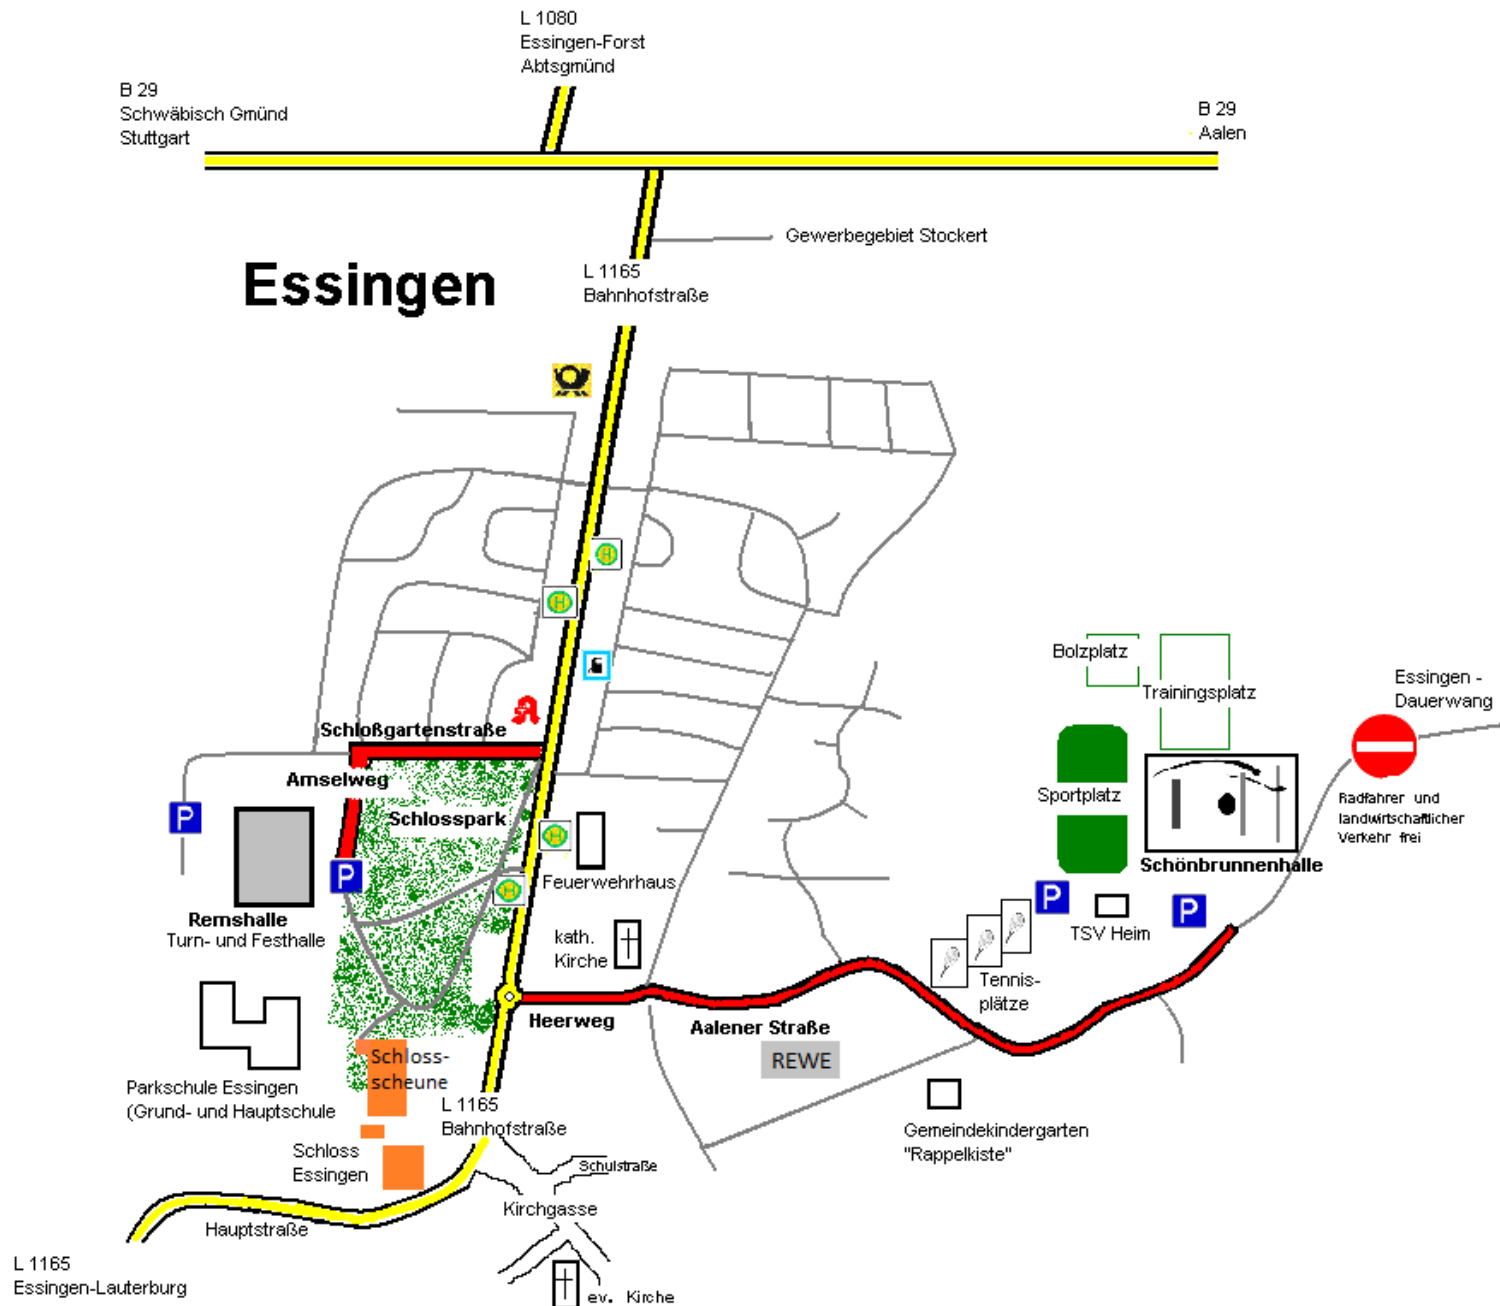 L 1080
Essingen-Forst
Abtsgmünd
B 29
Schwäbisch Gmünd
Stuttgart
B 29
Aalen
Gewerbegebiet Stockert
Essingen
L 1165
Bahnhofstraße
H
H
Bolzplatz
Trainingsplatz
Essingen -
Dauerwang
Schloßgartenstraße
Amselweg
Schlosspark
Sportplatz
Radfahrer und
landwirtschaftlicher
Verkehr frei
P
H
Schönbrunnenhalle
P
Feuerwehrhaus
H
P
P
Remshalle
Turn- und Festhalle
kath.
Kirche
TSV Heim
Tennis-
plätze
Heerweg
Aalener Straße
REWE
Schloss-
scheune
Parkschule Essingen
(Grund- und Hauptschule
L 1165
Bahnhofstraße
Gemeindekindergarten
"Rappelkiste"
Schloss
Essingen
Schulstraße
Kirchgasse
Hauptstraße
L 1165
Essingen-Lauterburg
ev. Kirche